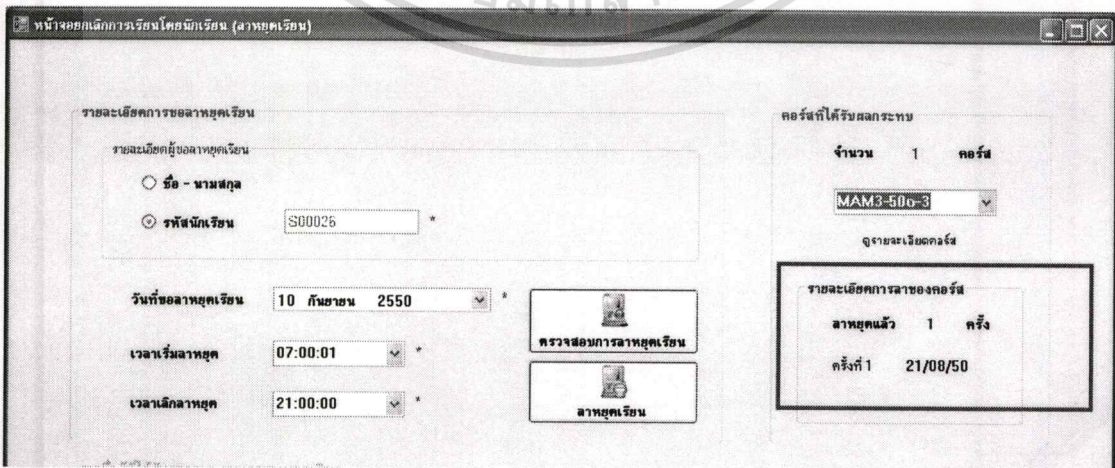 หน้าจอยกเลิกการเรียนโดยนักเรียน (ลาหยุดเรียน)
รายละเอียดการขอลาหยุดเรียน
รายละเอียดผู้ขอลาหยุดเรียน
ชื่อ - นามสกุล
รหัสนักเรียน S00026 *
วันที่ขอลาหยุดเรียน 10 กันยายน 2550 *
เวลาเริ่มลาหยุด 07:00:01 *
เวลาเลิกลาหยุด 21:00:00 *
ตรวจสอบการลาหยุดเรียน
ลาหยุดเรียน
คอร์สที่ได้รับผลกระทบ
จำนวน 1 คอร์ส
MAM3-50o-3
ดูรายละเอียดคอร์ส
รายละเอียดการลาของคอร์ส
ลาหยุดแล้ว 1 ครั้ง
ครั้งที่ 1 21/08/50